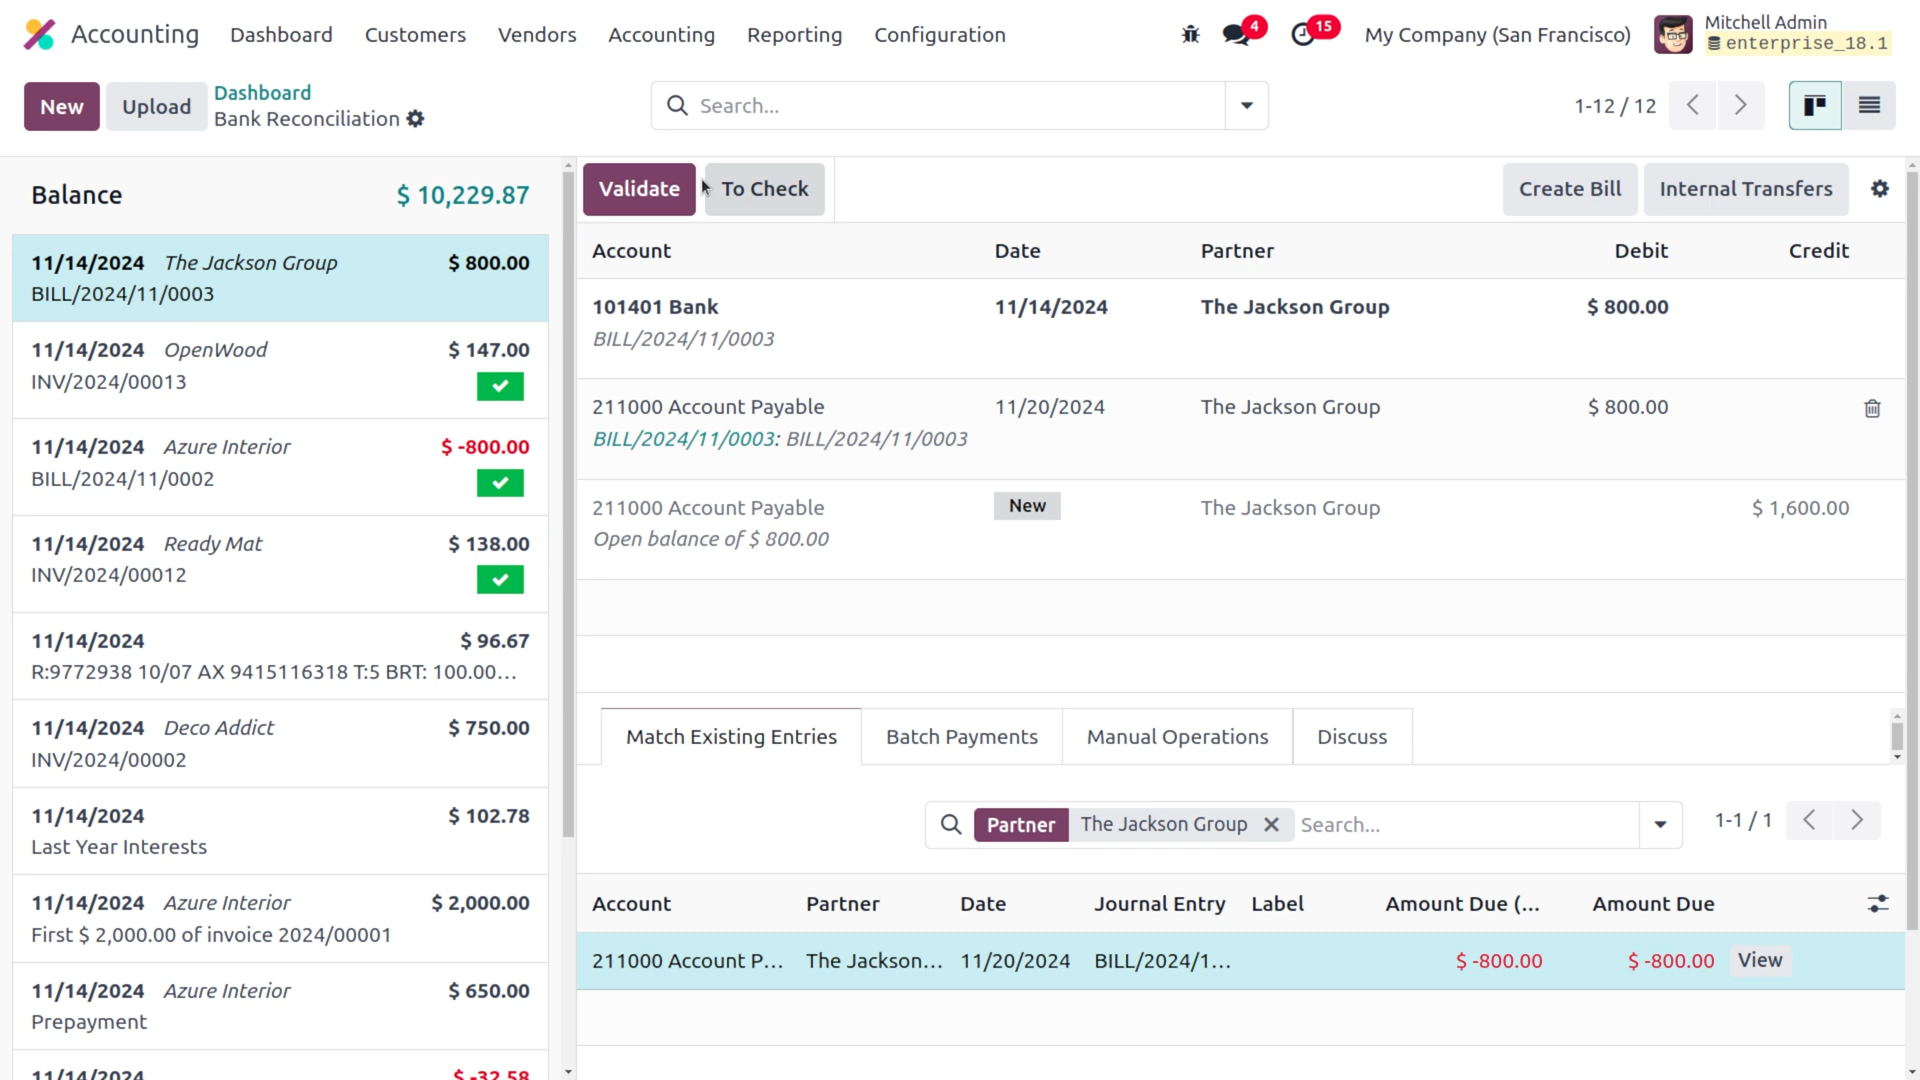 Accounting Dashboard Customers Vendors Accounting Reporting Configuration 4 15 My Company (San Francisco) Mitchell Admin
enterprise_18.1
New Upload Dashboard
Bank Reconciliation
Search...
1-12 / 12
Balance $ 10,229.87
11/14/2024 The Jackson Group $ 800.00
BILL/2024/11/0003
11/14/2024 OpenWood $ 147.00
INV/2024/00013
11/14/2024 Azure Interior $ -800.00
BILL/2024/11/0002
11/14/2024 Ready Mat $ 138.00
INV/2024/00012
11/14/2024 $ 96.67
R:9772938 10/07 AX 9415116318 T:5 BRT: 100.00...
11/14/2024 Deco Addict $ 750.00
INV/2024/00002
11/14/2024 $ 102.78
Last Year Interests
11/14/2024 Azure Interior $ 2,000.00
First $ 2,000.00 of invoice 2024/00001
11/14/2024 Azure Interior $ 650.00
Prepayment
11/14/2024 $ -32.58
Validate To Check Create Bill Internal Transfers
Account Date Partner Debit Credit
101401 Bank 11/14/2024 The Jackson Group $ 800.00
BILL/2024/11/0003
211000 Account Payable 11/20/2024 The Jackson Group $ 800.00
BILL/2024/11/0003: BILL/2024/11/0003
211000 Account Payable New The Jackson Group $ 1,600.00
Open balance of $ 800.00
Match Existing Entries Batch Payments Manual Operations Discuss
Partner The Jackson Group Search... 1-1 / 1
Account Partner Date Journal Entry Label Amount Due (... Amount Due
211000 Account P... The Jackson... 11/20/2024 BILL/2024/1... $ -800.00 $ -800.00 View